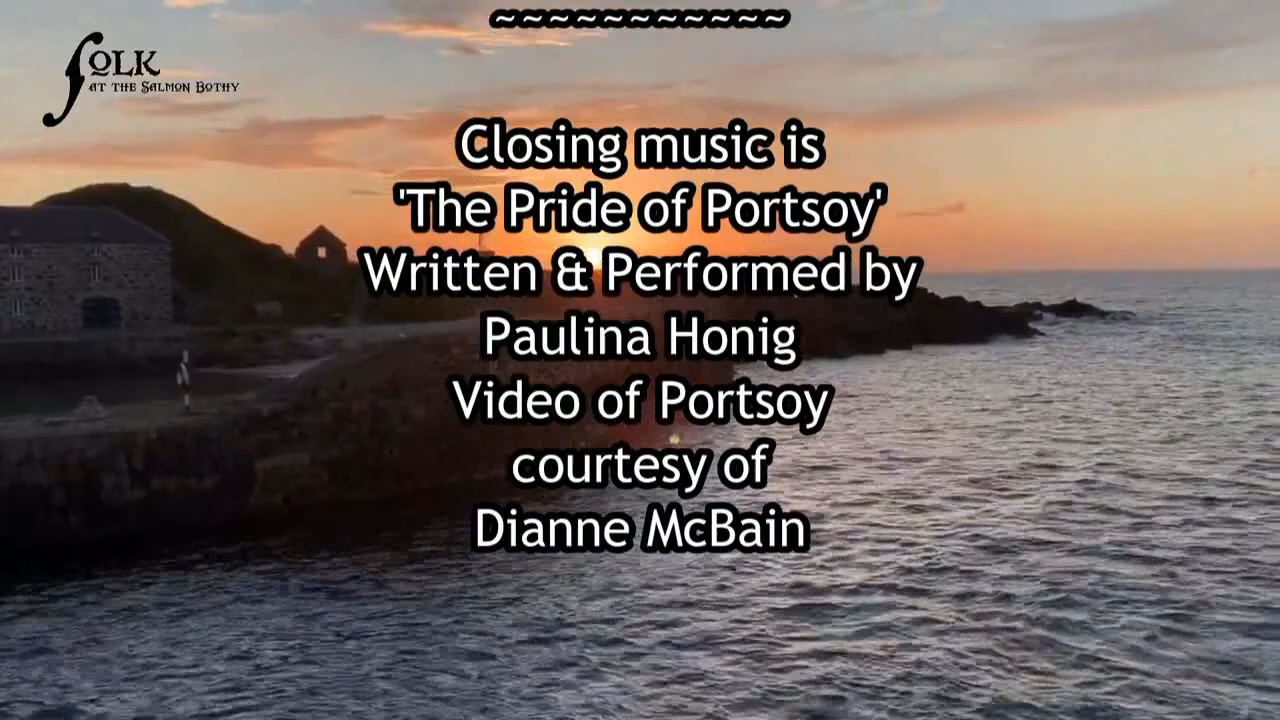 ~~~~~~~~~~~
FOLK
AT THE SALMON BOTHY
Closing music is
'The Pride of Portsoy'
Written & Performed by
Paulina Honig
Video of Portsoy
courtesy of
Dianne McBain